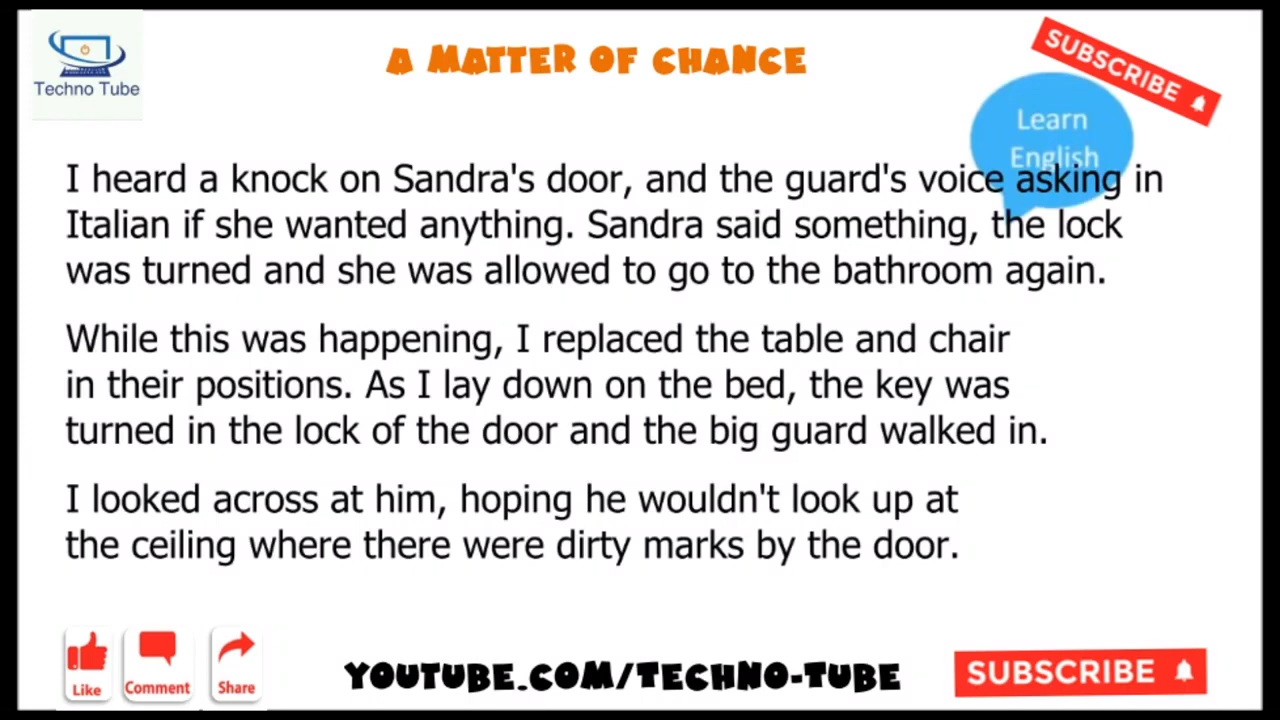 Techno Tube
A MATTER OF CHANCE
SUBSCRIBE
Learn
English
I heard a knock on Sandra's door, and the guard's voice asking in
Italian if she wanted anything. Sandra said something, the lock
was turned and she was allowed to go to the bathroom again.
While this was happening, I replaced the table and chair
in their positions. As I lay down on the bed, the key was
turned in the lock of the door and the big guard walked in.
I looked across at him, hoping he wouldn't look up at
the ceiling where there were dirty marks by the door.
Like
Comment
Share
YOUTUBE.COM/TECHNO-TUBE
SUBSCRIBE